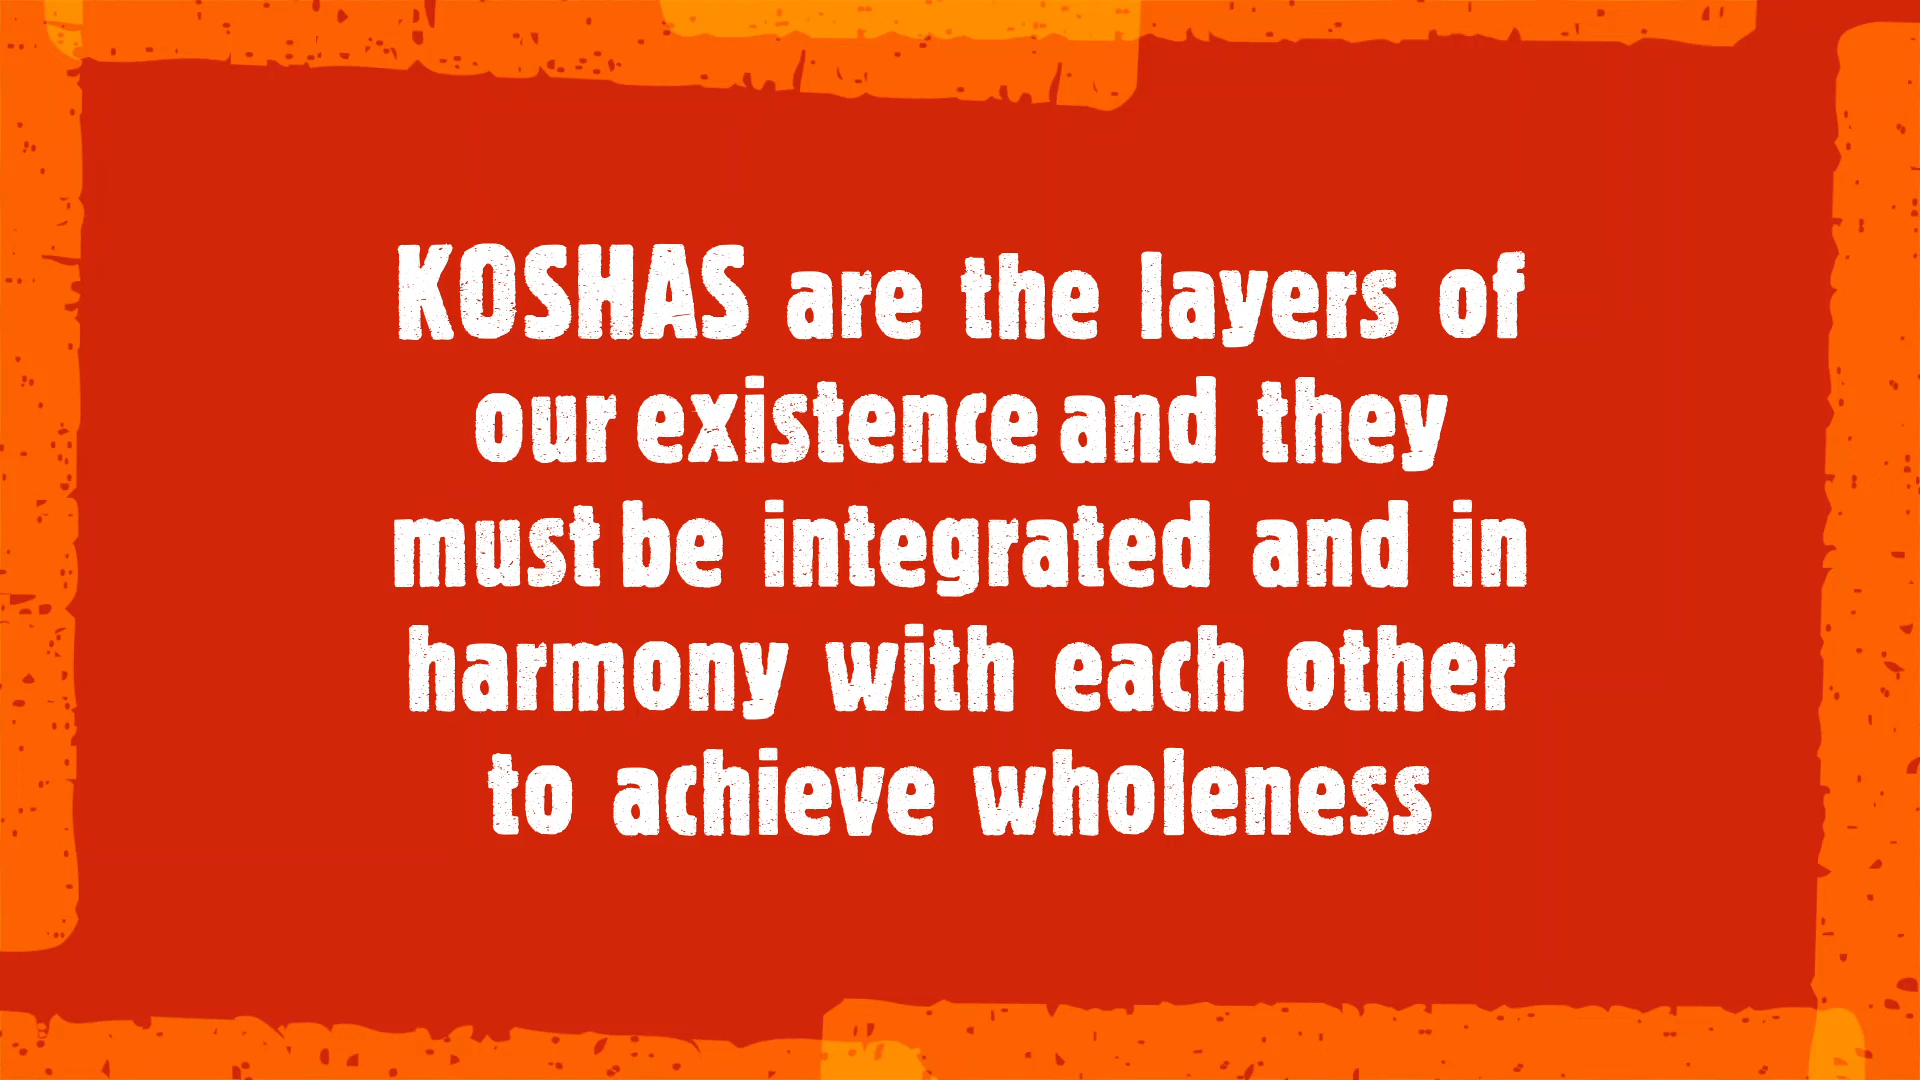 KOSHAS are the layers of
our existence and they
must be integrated and in
harmony with each other
to achieve wholeness